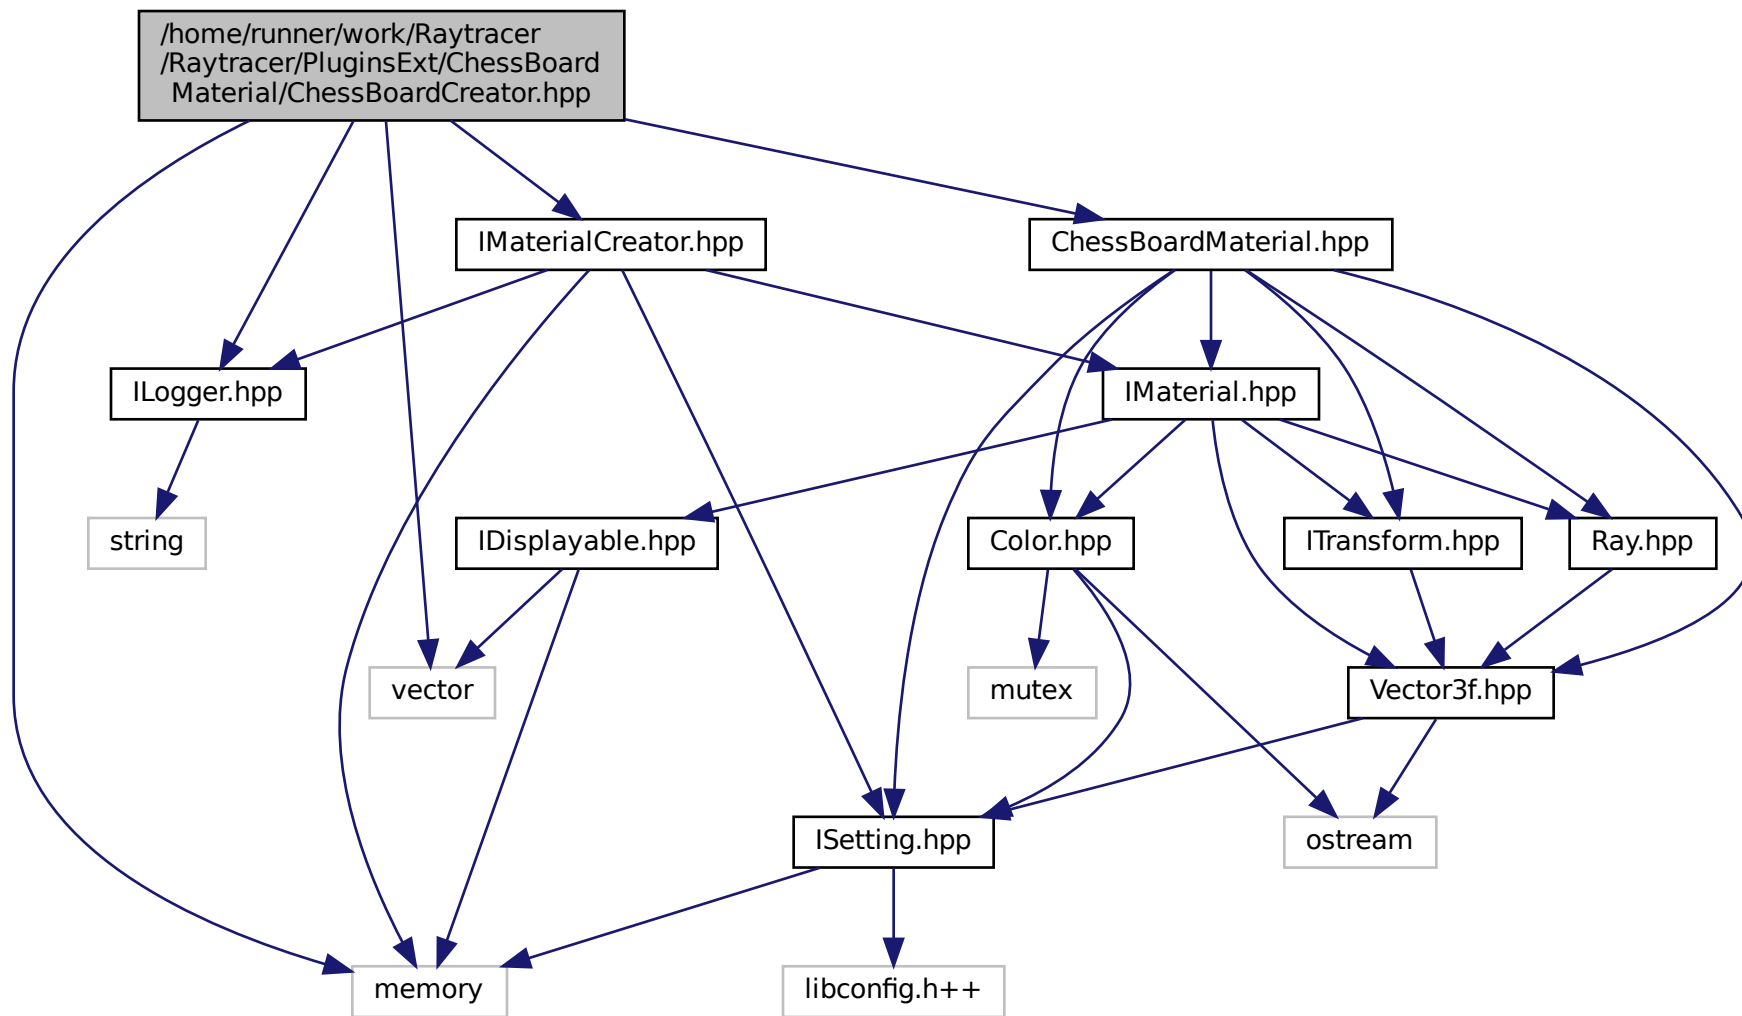 /home/runner/work/Raytracer
/Raytracer/PluginsExt/ChessBoard
Material/ChessBoardCreator.hpp
IMaterialCreator.hpp
ChessBoardMaterial.hpp
ILogger.hpp
IMaterial.hpp
string
IDisplayable.hpp
Color.hpp
ITransform.hpp
Ray.hpp
vector
mutex
Vector3f.hpp
ISetting.hpp
ostream
memory
libconfig.h++